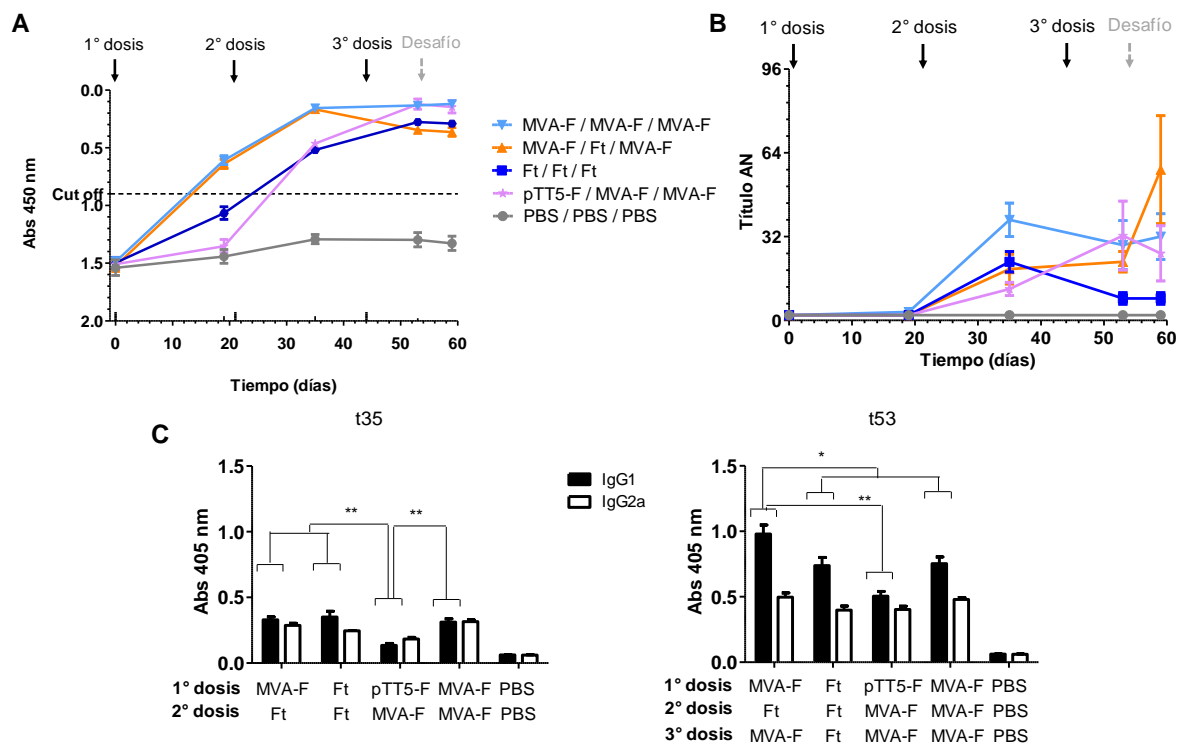 A
1° dosis
2° dosis
3° dosis
Desafío
0.0
0.5
Cut off
1.0
1.5
2.0
Abs 450 nm
0 10 20 30 40 50 60
Tiempo (días)
MVA-F / MVA-F / MVA-F
MVA-F / Ft / MVA-F
Ft / Ft / Ft
pTT5-F / MVA-F / MVA-F
PBS / PBS / PBS
B
1° dosis
2° dosis
3° dosis
Desafío
96
64
32
0
Título AN
0 10 20 30 40 50 60
Tiempo (días)
C
t35
1.5
1.0
0.5
0.0
Abs 405 nm
** **
IgG1
IgG2a
1° dosis MVA-F Ft pTT5-F MVA-F PBS
2° dosis Ft Ft MVA-F MVA-F PBS
t53
1.5
1.0
0.5
0.0
Abs 405 nm
*
**
1° dosis MVA-F Ft pTT5-F MVA-F PBS
2° dosis Ft Ft MVA-F MVA-F PBS
3° dosis MVA-F Ft MVA-F MVA-F PBS